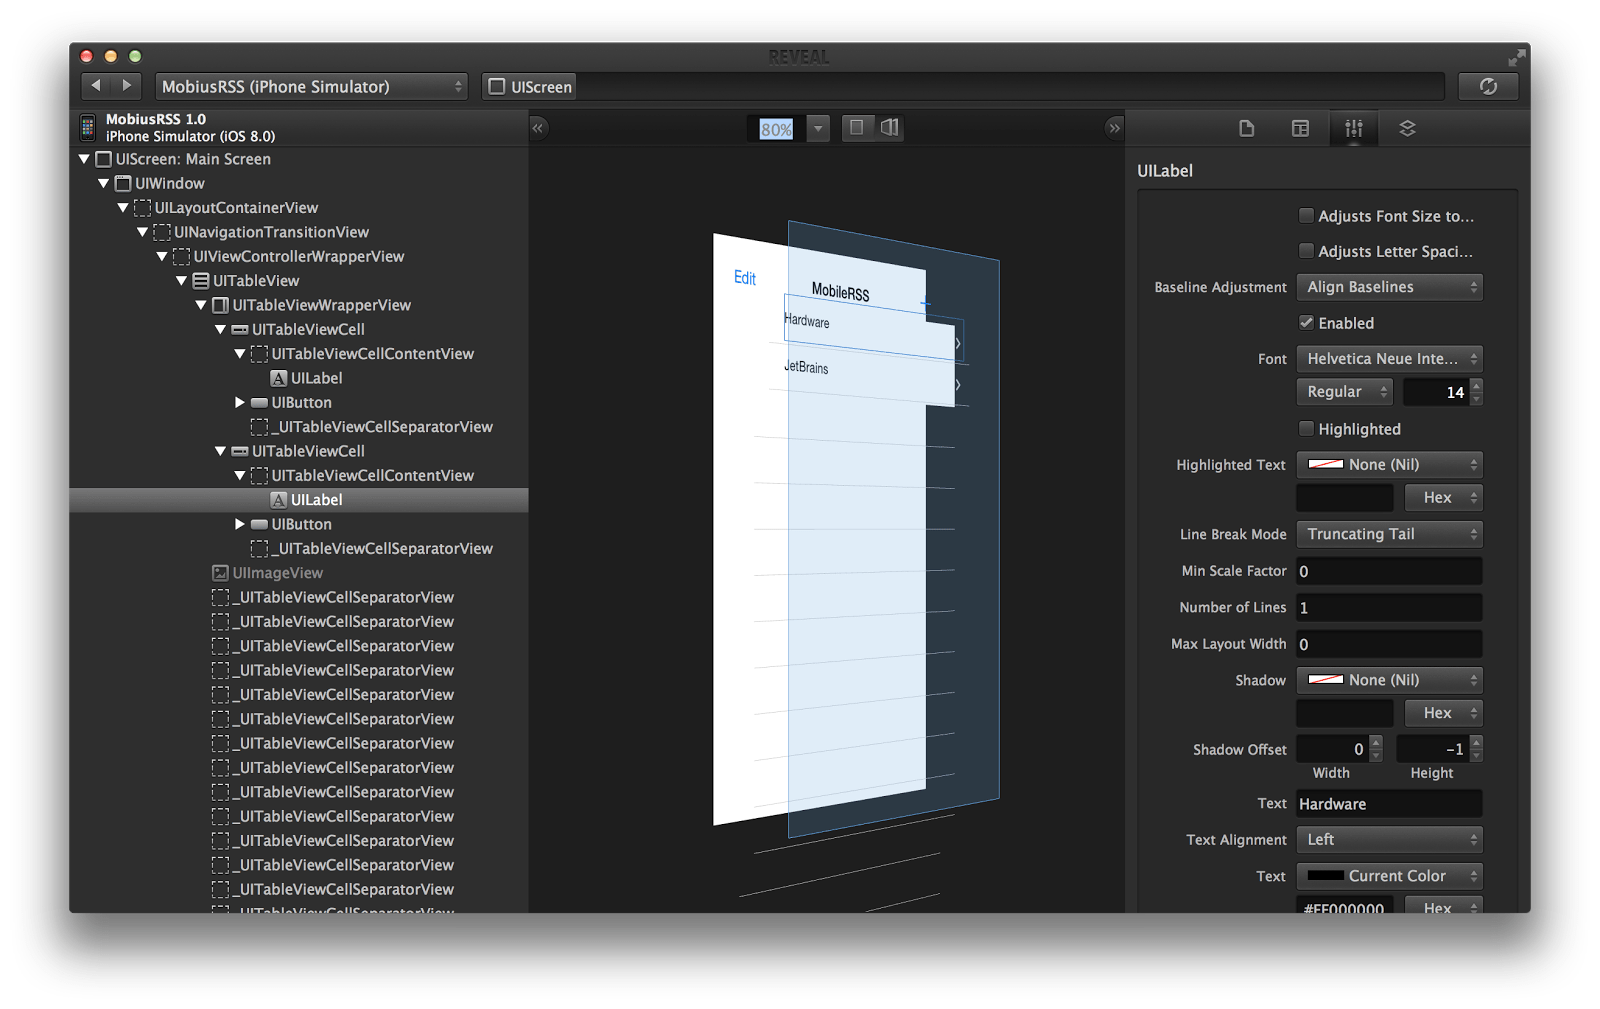 REVEAL
MobiusRSS (iPhone Simulator)
UIScreen
MobiusRSS 1.0
iPhone Simulator (iOS 8.0)
80%
UIScreen: Main Screen
UIWindow
UILayoutContainerView
UINavigationTransitionView
UIViewControllerWrapperView
UITableView
UITableViewWrapperView
UITableViewCell
UITableViewCellContentView
UILabel
UIButton
_UITableViewCellSeparatorView
UITableViewCell
UITableViewCellContentView
UILabel
UIButton
_UITableViewCellSeparatorView
UIImageView
_UITableViewCellSeparatorView
_UITableViewCellSeparatorView
_UITableViewCellSeparatorView
_UITableViewCellSeparatorView
_UITableViewCellSeparatorView
_UITableViewCellSeparatorView
_UITableViewCellSeparatorView
_UITableViewCellSeparatorView
_UITableViewCellSeparatorView
_UITableViewCellSeparatorView
_UITableViewCellSeparatorView
_UITableViewCellSeparatorView
_UITableViewCellSeparatorView
_UITableViewCellSeparatorView
Edit
MobileRSS
Hardware
JetBrains
UILabel
Adjusts Font Size to...
Adjusts Letter Spaci...
Baseline Adjustment Align Baselines
Enabled
Font Helvetica Neue Inte...
Regular 14
Highlighted
Highlighted Text None (Nil)
Hex
Line Break Mode Truncating Tail
Min Scale Factor 0
Number of Lines 1
Max Layout Width 0
Shadow None (Nil)
Hex
Shadow Offset 0 -1
Width Height
Text Hardware
Text Alignment Left
Text Current Color
#FF000000 Hex